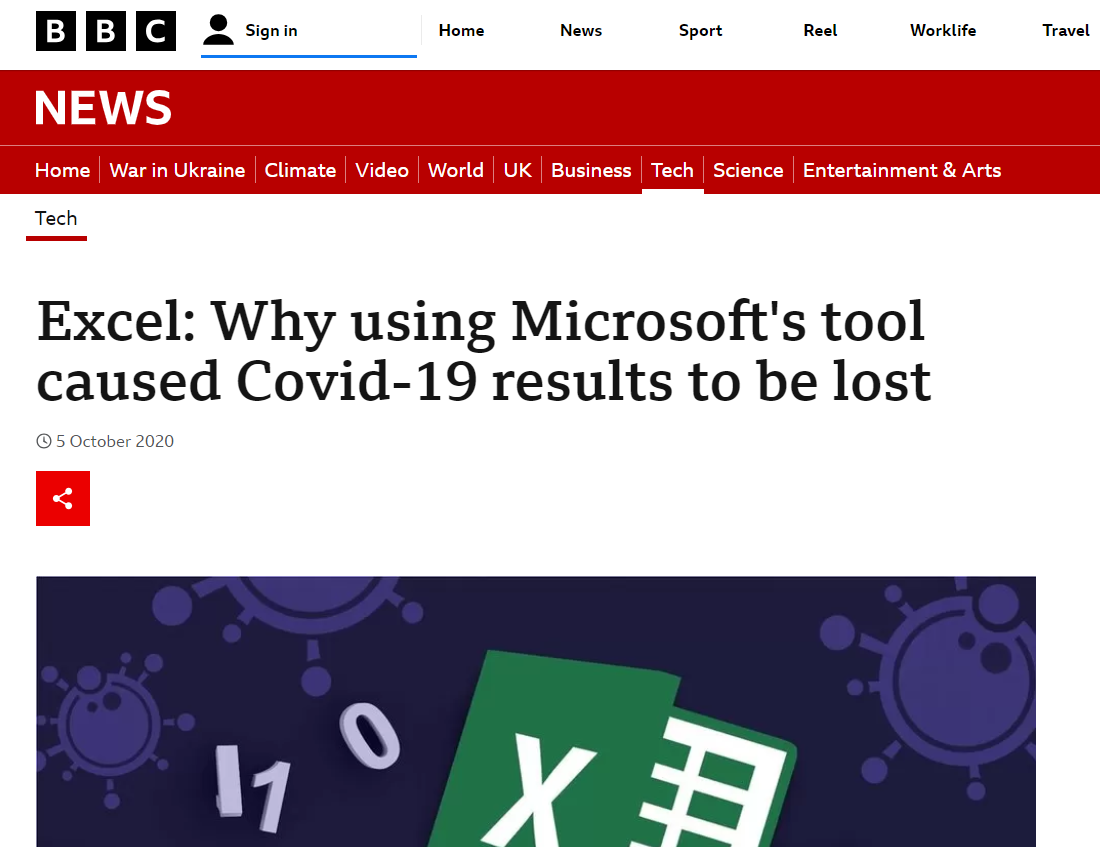 BBC Sign in Home News Sport Reel Worklife Travel
NEWS
Home War in Ukraine Climate Video World UK Business Tech Science Entertainment & Arts
Tech
Excel: Why using Microsoft's tool
caused Covid-19 results to be lost
5 October 2020
0
1 1
X